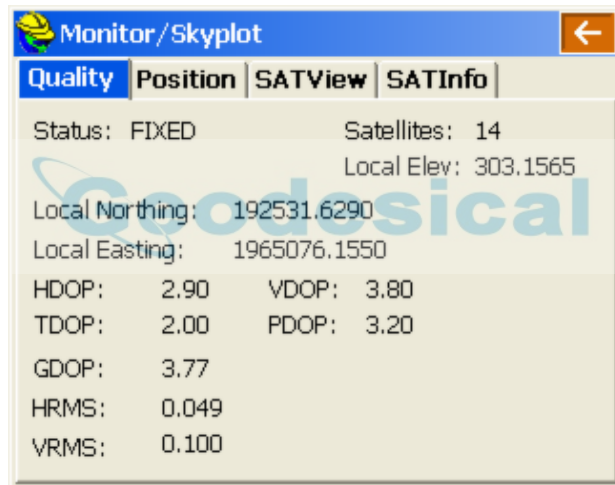 Monitor/Skyplot
Quality Position SATView SATInfo
Status: FIXED Satellites: 14
Local Elev: 303.1565
Geodesical
Local Northing: 192531.6290
Local Easting: 1965076.1550
HDOP: 2.90 VDOP: 3.80
TDOP: 2.00 PDOP: 3.20
GDOP: 3.77
HRMS: 0.049
VRMS: 0.100